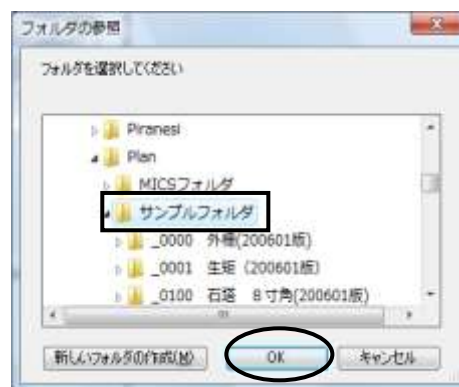 フォルダの参照
フォルダを選択してください
Piranesi
Plan
MICSフォルダ
サンプルフォルダ
_0000 外柵(200601版)
_0001 生垣 (200601版)
_0100 石塔 8寸角(200601版)
新しいフォルダの作成(M) OK キャンセル